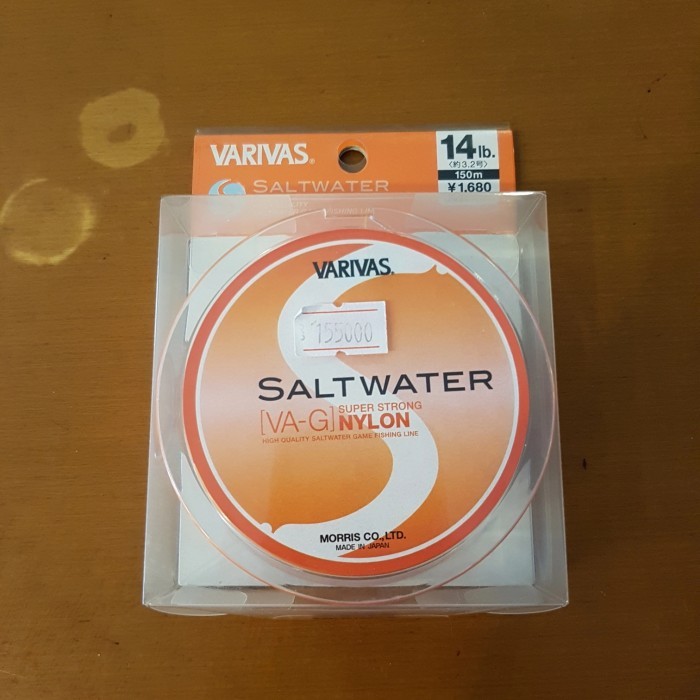 VARIVAS®
14lb.
〈約3.2号〉
150m
¥1,680
SALTWATER
VARIVAS®
155000
SALTWATER
[VA-G] SUPER STRONG
NYLON
HIGH QUALITY SALTWATER GAME FISHING LINE
MORRIS CO.,LTD.
MADE IN JAPAN